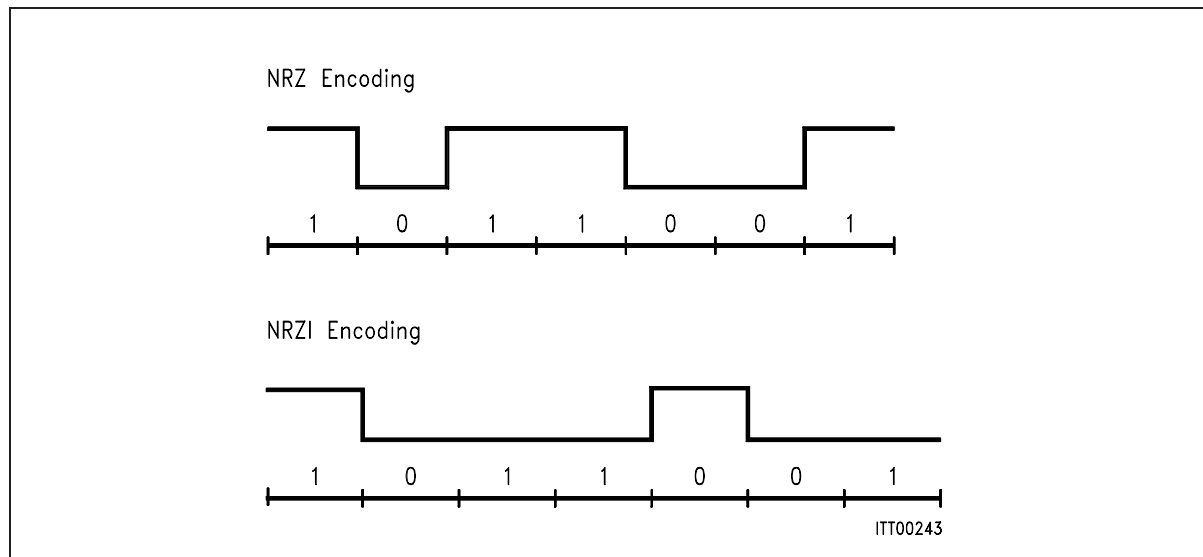 NRZ Encoding
1 0 1 1 0 0 1
NRZI Encoding
1 0 1 1 0 0 1
ITT00243